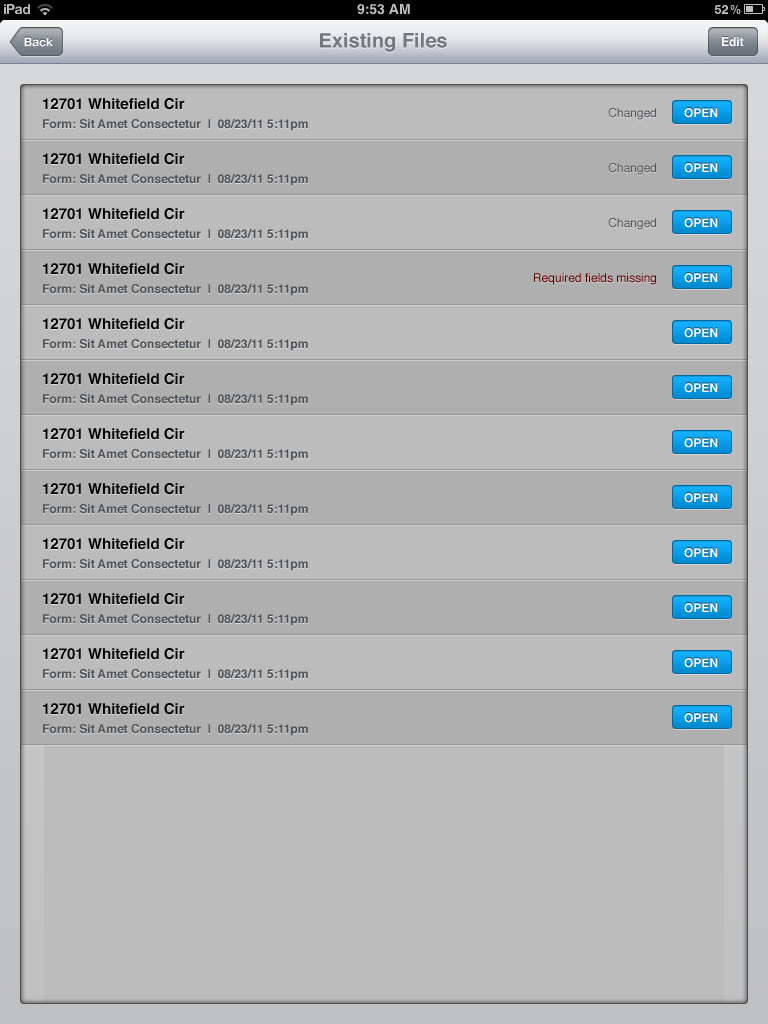 iPad 9:53 AM 52%
Back Existing Files Edit
12701 Whitefield Cir
Form: Sit Amet Consectetur | 08/23/11 5:11pm
Changed OPEN
12701 Whitefield Cir
Form: Sit Amet Consectetur | 08/23/11 5:11pm
Changed OPEN
12701 Whitefield Cir
Form: Sit Amet Consectetur | 08/23/11 5:11pm
Changed OPEN
12701 Whitefield Cir
Form: Sit Amet Consectetur | 08/23/11 5:11pm
Required fields missing OPEN
12701 Whitefield Cir
Form: Sit Amet Consectetur | 08/23/11 5:11pm
OPEN
12701 Whitefield Cir
Form: Sit Amet Consectetur | 08/23/11 5:11pm
OPEN
12701 Whitefield Cir
Form: Sit Amet Consectetur | 08/23/11 5:11pm
OPEN
12701 Whitefield Cir
Form: Sit Amet Consectetur | 08/23/11 5:11pm
OPEN
12701 Whitefield Cir
Form: Sit Amet Consectetur | 08/23/11 5:11pm
OPEN
12701 Whitefield Cir
Form: Sit Amet Consectetur | 08/23/11 5:11pm
OPEN
12701 Whitefield Cir
Form: Sit Amet Consectetur | 08/23/11 5:11pm
OPEN
12701 Whitefield Cir
Form: Sit Amet Consectetur | 08/23/11 5:11pm
OPEN